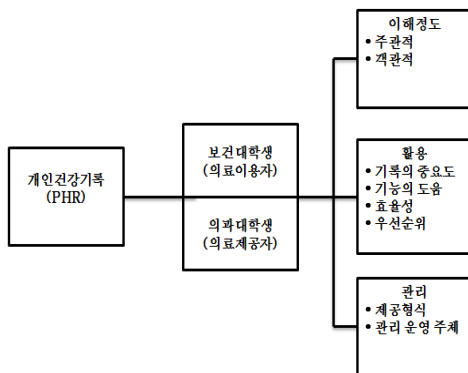 개인건강기록
(PHR)
보건대학생
(의료이용자)
의과대학생
(의료제공자)
이해정도
• 주관적
• 객관적
활용
• 기록의 중요도
• 기능의 도움
• 효율성
• 우선순위
관리
• 제공형식
• 관리 운영 주체